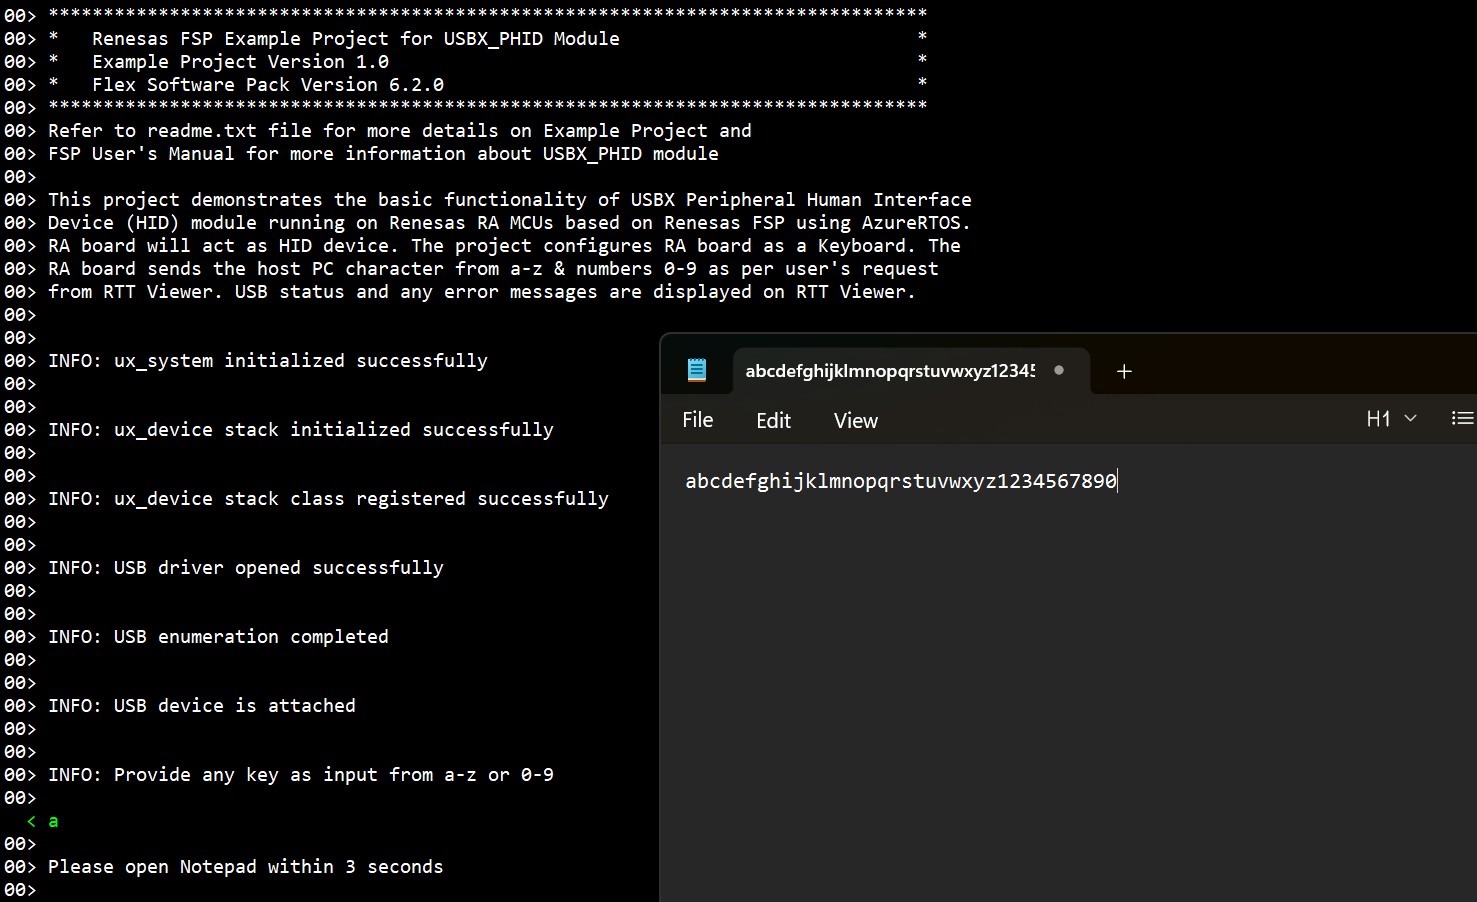 00> ********************************************************************************
00> *   Renesas FSP Example Project for USBX_PHID Module                           *
00> *   Example Project Version 1.0                                                *
00> *   Flex Software Pack Version 6.2.0                                           *
00> ********************************************************************************
00> Refer to readme.txt file for more details on Example Project and
00> FSP User's Manual for more information about USBX_PHID module
00>
00> This project demonstrates the basic functionality of USBX Peripheral Human Interface
00> Device (HID) module running on Renesas RA MCUs based on Renesas FSP using AzureRTOS.
00> RA board will act as HID device. The project configures RA board as a Keyboard. The
00> RA board sends the host PC character from a-z & numbers 0-9 as per user's request
00> from RTT Viewer. USB status and any error messages are displayed on RTT Viewer.
00>
00>
00> INFO: ux_system initialized successfully
00>
00>
00> INFO: ux_device stack initialized successfully
00>
00>
00> INFO: ux_device stack class registered successfully
00>
00>
00> INFO: USB driver opened successfully
00>
00>
00> INFO: USB enumeration completed
00>
00>
00> INFO: USB device is attached
00>
00>
00> INFO: Provide any key as input from a-z or 0-9
00>
< a
00>
00> Please open Notepad within 3 seconds
00>
abcdefghijklmnopqrstuvwxyz12345
File Edit View H1
abcdefghijklmnopqrstuvwxyz1234567890